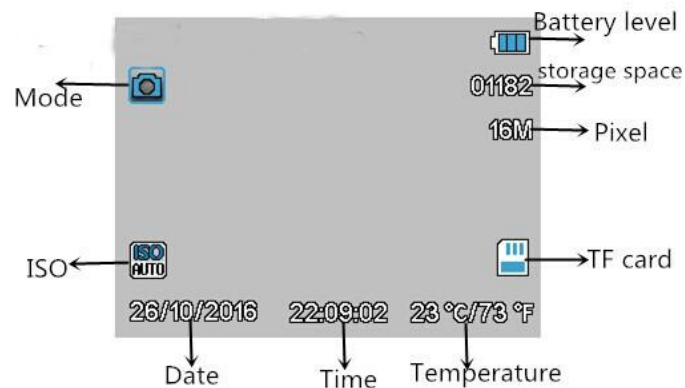 Battery level
01182 storage space
Mode
16M Pixel
ISO ISO
AUTO
TF card
26/10/2016 22:09:02 23 °C/73 °F
Date Time Temperature